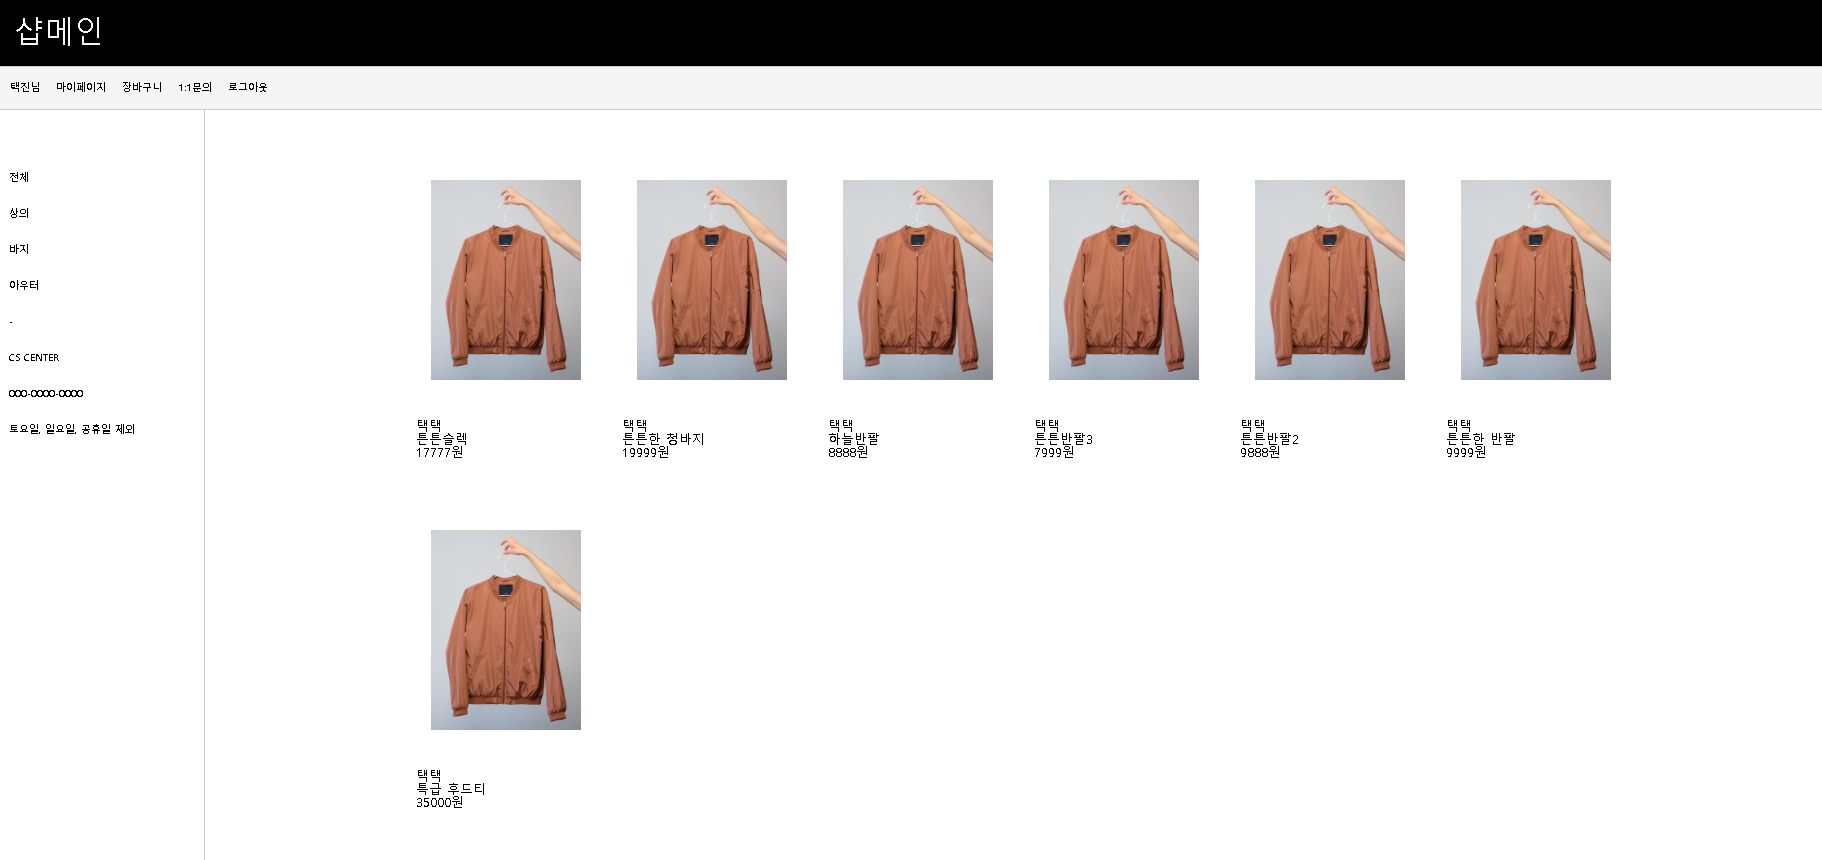 샵메인
택진님 마이페이지 장바구니 1:1문의 로그아웃
전체
상의
바지
아우터
-
CS CENTER
000-0000-0000
토요일, 일요일, 공휴일 제외
택택
튼튼슬렉
17777원
택택
튼튼한 청바지
19999원
택택
하늘반팔
8888원
택택
튼튼반팔3
7999원
택택
튼튼반팔2
9888원
택택
튼튼한 반팔
9999원
택택
특급 후드티
35000원